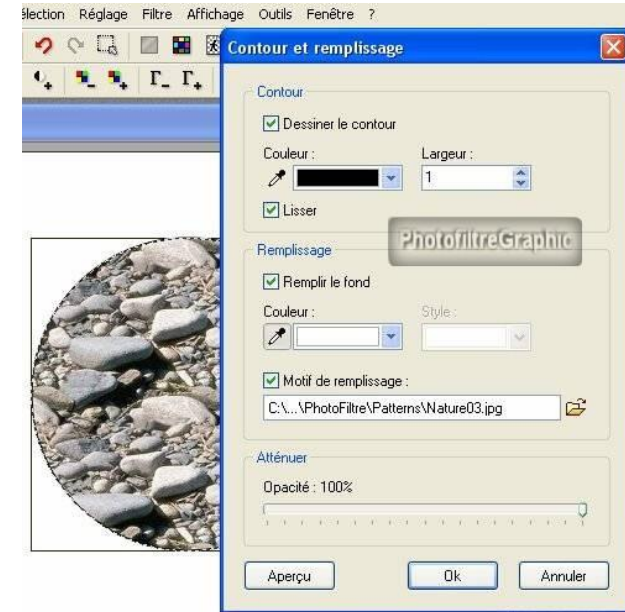 élection Réglage Filtre Affichage Outils Fenêtre ?
Contour et remplissage
Contour
Dessiner le contour
Couleur : Largeur :
1
Lisser
PhotofiltreGraphic
Remplissage
Remplir le fond
Couleur : Style :
Motif de remplissage :
C:\...\PhotoFiltre\Patterns\Nature03.jpg
Atténuer
Opacité : 100%
Aperçu Ok Annuler